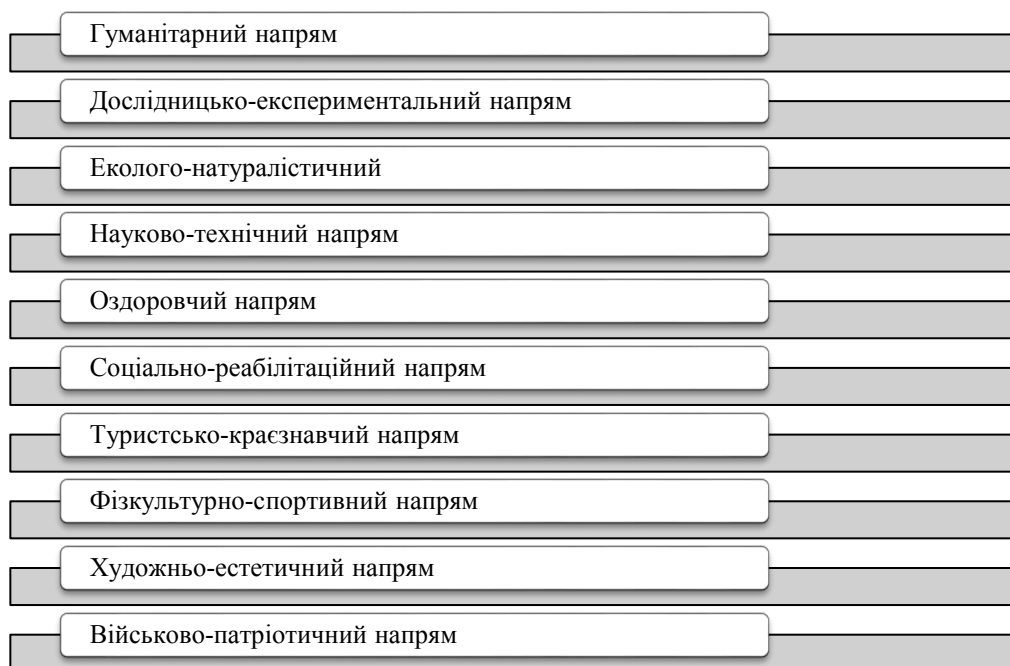 Гуманітарний напрям
Дослідницько-експериментальний напрям
Еколого-натуралістичний
Науково-технічний напрям
Оздоровчий напрям
Соціально-реабілітаційний напрям
Туристсько-краєзнавчий напрям
Фізкультурно-спортивний напрям
Художньо-естетичний напрям
Військово-патріотичний напрям